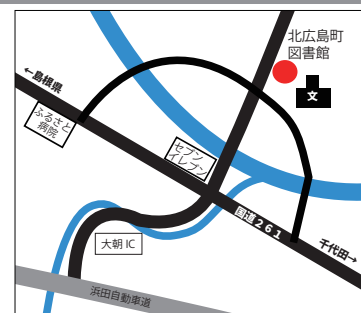 北広島町
図書館
←島根県
文
ふるさと
病院
セブン
イレブン
国道261
千代田→
大朝 IC
浜田自動車道